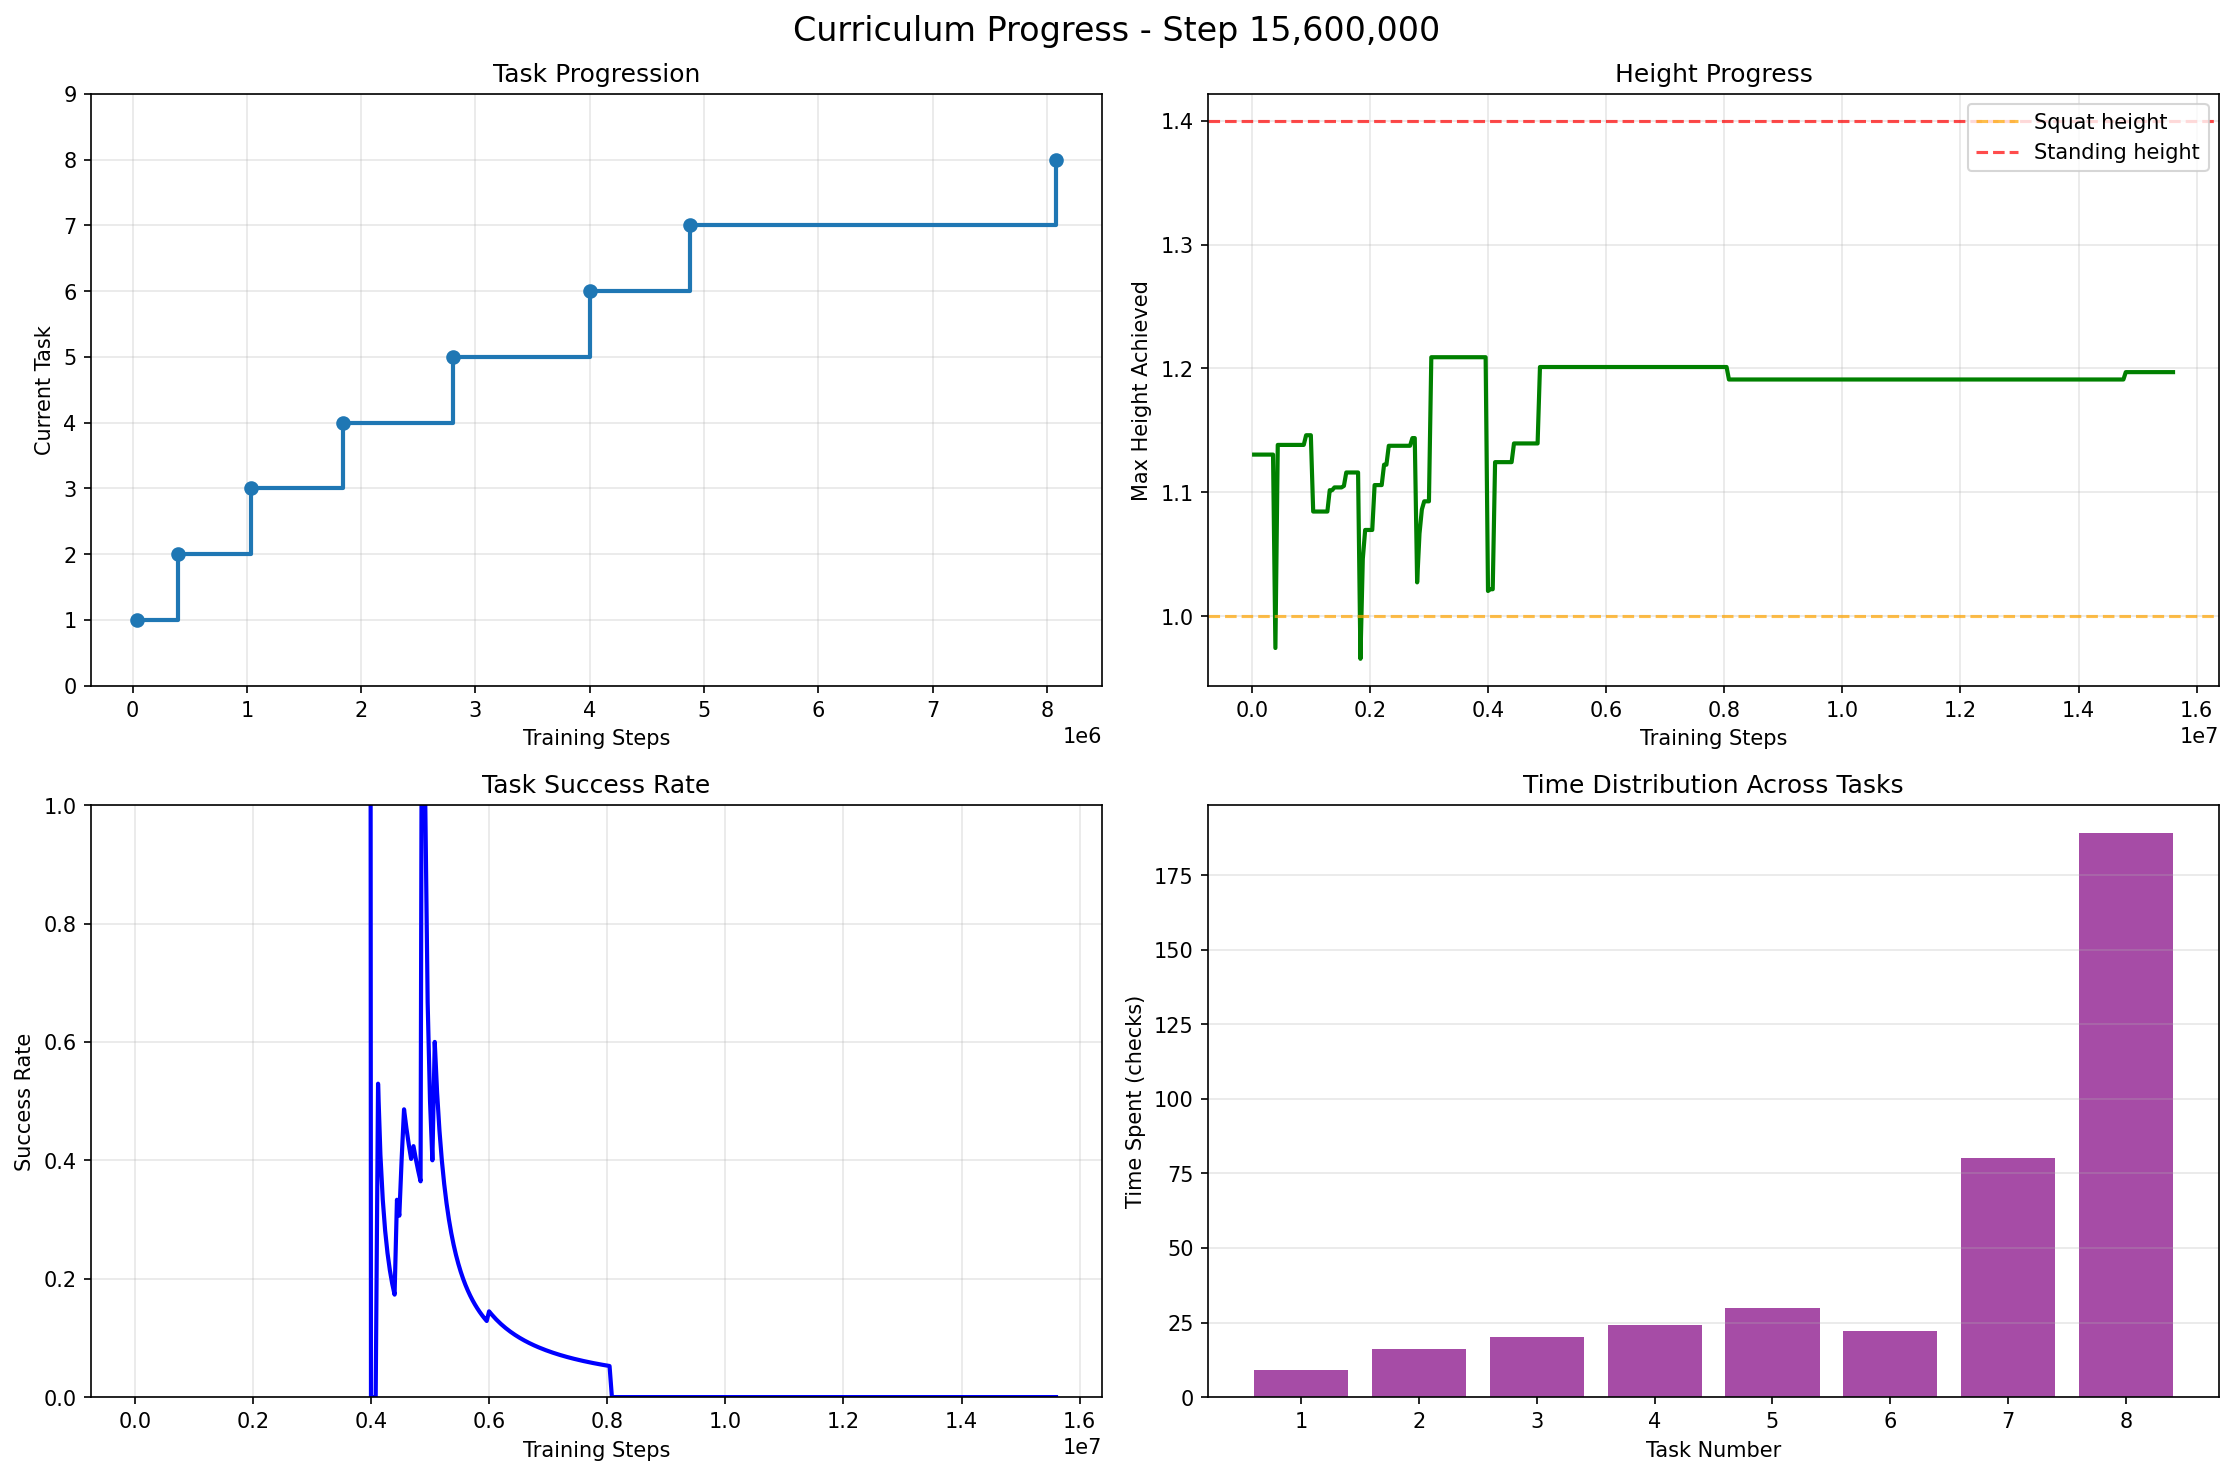 Curriculum Progress - Step 15,600,000
Task Progression
Current Task
9
8
7
6
5
4
3
2
1
0
0 1 2 3 4 5 6 7 8
1e6
Training Steps
Height Progress
Max Height Achieved
1.4
1.3
1.2
1.1
1.0
Squat height
Standing height
0.0 0.2 0.4 0.6 0.8 1.0 1.2 1.4 1.6
1e7
Training Steps
Task Success Rate
Success Rate
1.0
0.8
0.6
0.4
0.2
0.0
0.0 0.2 0.4 0.6 0.8 1.0 1.2 1.4 1.6
1e7
Training Steps
Time Distribution Across Tasks
Time Spent (checks)
175
150
125
100
75
50
25
0
1 2 3 4 5 6 7 8
Task Number